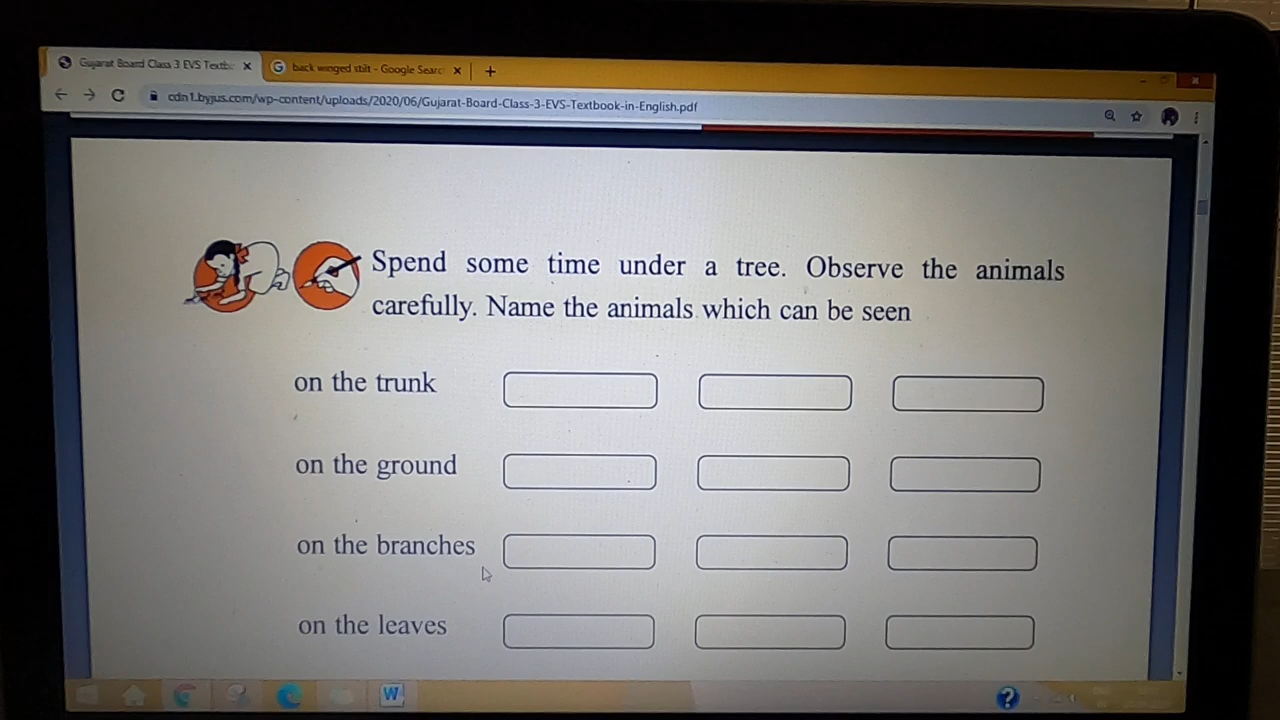 Gujarat Board Class 3 EVS Textb
back winged stilt - Google Searc
cdn1.byjus.com/wp-content/uploads/2020/06/Gujarat-Board-Class-3-EVS-Textbook-in-English.pdf
Spend some time under a tree. Observe the animals
carefully. Name the animals which can be seen
on the trunk
on the ground
on the branches
on the leaves